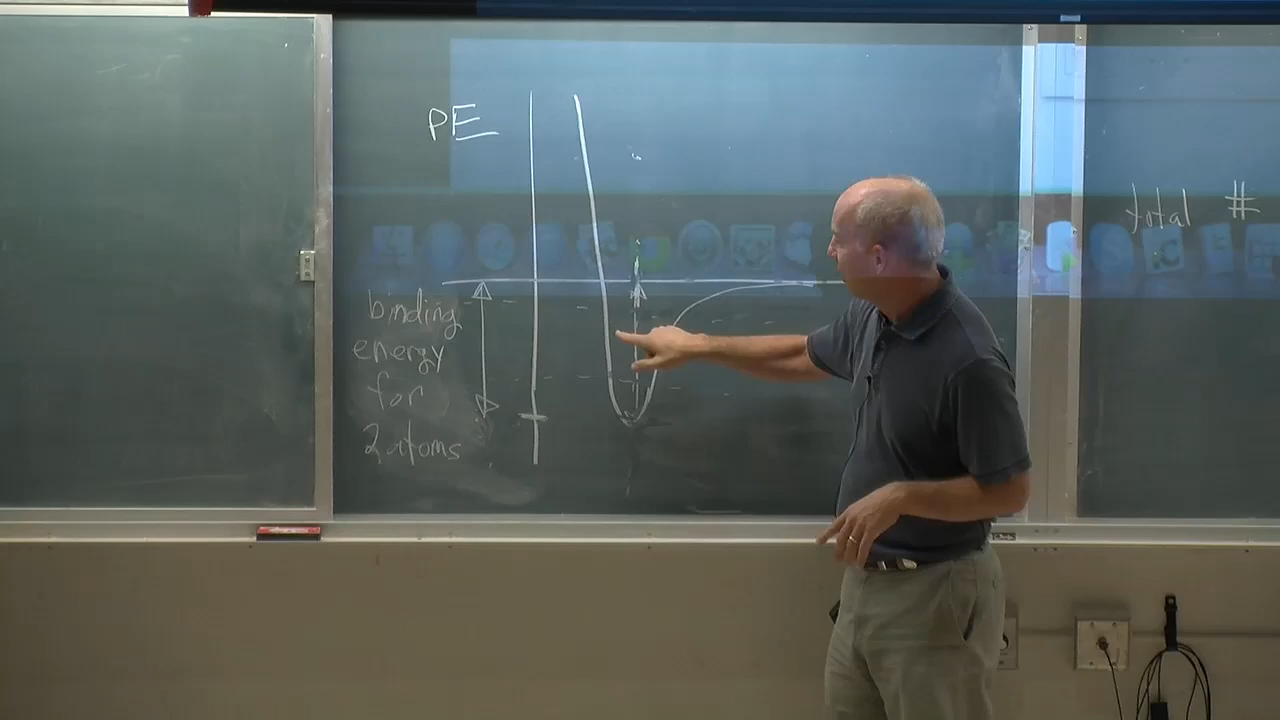 PE
binding
energy
for
2 atoms
total #